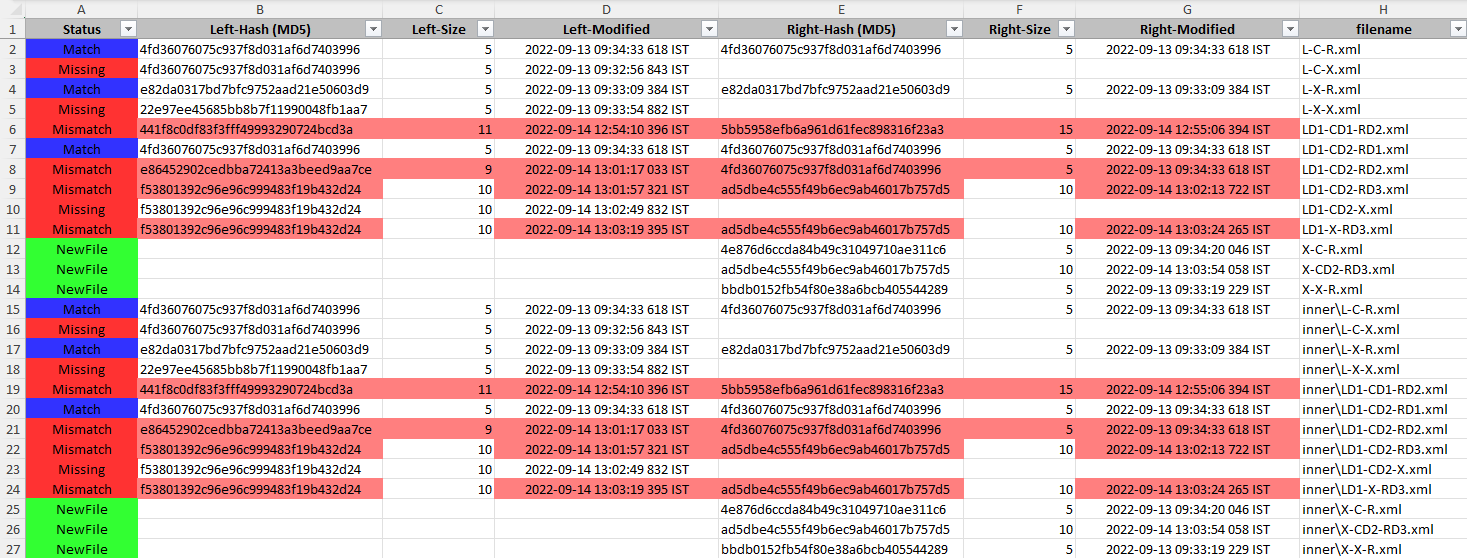 A B C D E F G H
1 Status Left-Hash (MD5) Left-Size Left-Modified Right-Hash (MD5) Right-Size Right-Modified filename
2 Match 4fd36076075c937f8d031af6d7403996 5 2022-09-13 09:34:33 618 IST 4fd36076075c937f8d031af6d7403996 5 2022-09-13 09:34:33 618 IST L-C-R.xml
3 Missing 4fd36076075c937f8d031af6d7403996 5 2022-09-13 09:32:56 843 IST L-C-X.xml
4 Match e82da0317bd7bfc9752aad21e50603d9 5 2022-09-13 09:33:09 384 IST e82da0317bd7bfc9752aad21e50603d9 5 2022-09-13 09:33:09 384 IST L-X-R.xml
5 Missing 22e97ee45685bb8b7f11990048fb1aa7 5 2022-09-13 09:33:54 882 IST L-X-X.xml
6 Mismatch 441f8c0df83f3fff49993290724bcd3a 11 2022-09-14 12:54:10 396 IST 5bb5958efb6a961d61fec898316f23a3 15 2022-09-14 12:55:06 394 IST LD1-CD1-RD2.xml
7 Match 4fd36076075c937f8d031af6d7403996 5 2022-09-13 09:34:33 618 IST 4fd36076075c937f8d031af6d7403996 5 2022-09-13 09:34:33 618 IST LD1-CD2-RD1.xml
8 Mismatch e86452902cedbba72413a3beed9aa7ce 9 2022-09-14 13:01:17 033 IST 4fd36076075c937f8d031af6d7403996 5 2022-09-13 09:34:33 618 IST LD1-CD2-RD2.xml
9 Mismatch f53801392c96e96c999483f19b432d24 10 2022-09-14 13:01:57 321 IST ad5dbe4c555f49b6ec9ab46017b757d5 10 2022-09-14 13:02:13 722 IST LD1-CD2-RD3.xml
10 Missing f53801392c96e96c999483f19b432d24 10 2022-09-14 13:02:49 832 IST LD1-CD2-X.xml
11 Mismatch f53801392c96e96c999483f19b432d24 10 2022-09-14 13:03:19 395 IST ad5dbe4c555f49b6ec9ab46017b757d5 10 2022-09-14 13:03:24 265 IST LD1-X-RD3.xml
12 NewFile 4e876d6ccda84b49c31049710ae311c6 5 2022-09-13 09:34:20 046 IST X-C-R.xml
13 NewFile ad5dbe4c555f49b6ec9ab46017b757d5 10 2022-09-14 13:03:54 058 IST X-CD2-RD3.xml
14 NewFile bbdb0152fb54f80e38a6bcb405544289 5 2022-09-13 09:33:19 229 IST X-X-R.xml
15 Match 4fd36076075c937f8d031af6d7403996 5 2022-09-13 09:34:33 618 IST 4fd36076075c937f8d031af6d7403996 5 2022-09-13 09:34:33 618 IST inner\L-C-R.xml
16 Missing 4fd36076075c937f8d031af6d7403996 5 2022-09-13 09:32:56 843 IST inner\L-C-X.xml
17 Match e82da0317bd7bfc9752aad21e50603d9 5 2022-09-13 09:33:09 384 IST e82da0317bd7bfc9752aad21e50603d9 5 2022-09-13 09:33:09 384 IST inner\L-X-R.xml
18 Missing 22e97ee45685bb8b7f11990048fb1aa7 5 2022-09-13 09:33:54 882 IST inner\L-X-X.xml
19 Mismatch 441f8c0df83f3fff49993290724bcd3a 11 2022-09-14 12:54:10 396 IST 5bb5958efb6a961d61fec898316f23a3 15 2022-09-14 12:55:06 394 IST inner\LD1-CD1-RD2.xml
20 Match 4fd36076075c937f8d031af6d7403996 5 2022-09-13 09:34:33 618 IST 4fd36076075c937f8d031af6d7403996 5 2022-09-13 09:34:33 618 IST inner\LD1-CD2-RD1.xml
21 Mismatch e86452902cedbba72413a3beed9aa7ce 9 2022-09-14 13:01:17 033 IST 4fd36076075c937f8d031af6d7403996 5 2022-09-13 09:34:33 618 IST inner\LD1-CD2-RD2.xml
22 Mismatch f53801392c96e96c999483f19b432d24 10 2022-09-14 13:01:57 321 IST ad5dbe4c555f49b6ec9ab46017b757d5 10 2022-09-14 13:02:13 722 IST inner\LD1-CD2-RD3.xml
23 Missing f53801392c96e96c999483f19b432d24 10 2022-09-14 13:02:49 832 IST inner\LD1-CD2-X.xml
24 Mismatch f53801392c96e96c999483f19b432d24 10 2022-09-14 13:03:19 395 IST ad5dbe4c555f49b6ec9ab46017b757d5 10 2022-09-14 13:03:24 265 IST inner\LD1-X-RD3.xml
25 NewFile 4e876d6ccda84b49c31049710ae311c6 5 2022-09-13 09:34:20 046 IST inner\X-C-R.xml
26 NewFile ad5dbe4c555f49b6ec9ab46017b757d5 10 2022-09-14 13:03:54 058 IST inner\X-CD2-RD3.xml
27 NewFile bbdb0152fb54f80e38a6bcb405544289 5 2022-09-13 09:33:19 229 IST inner\X-X-R.xml